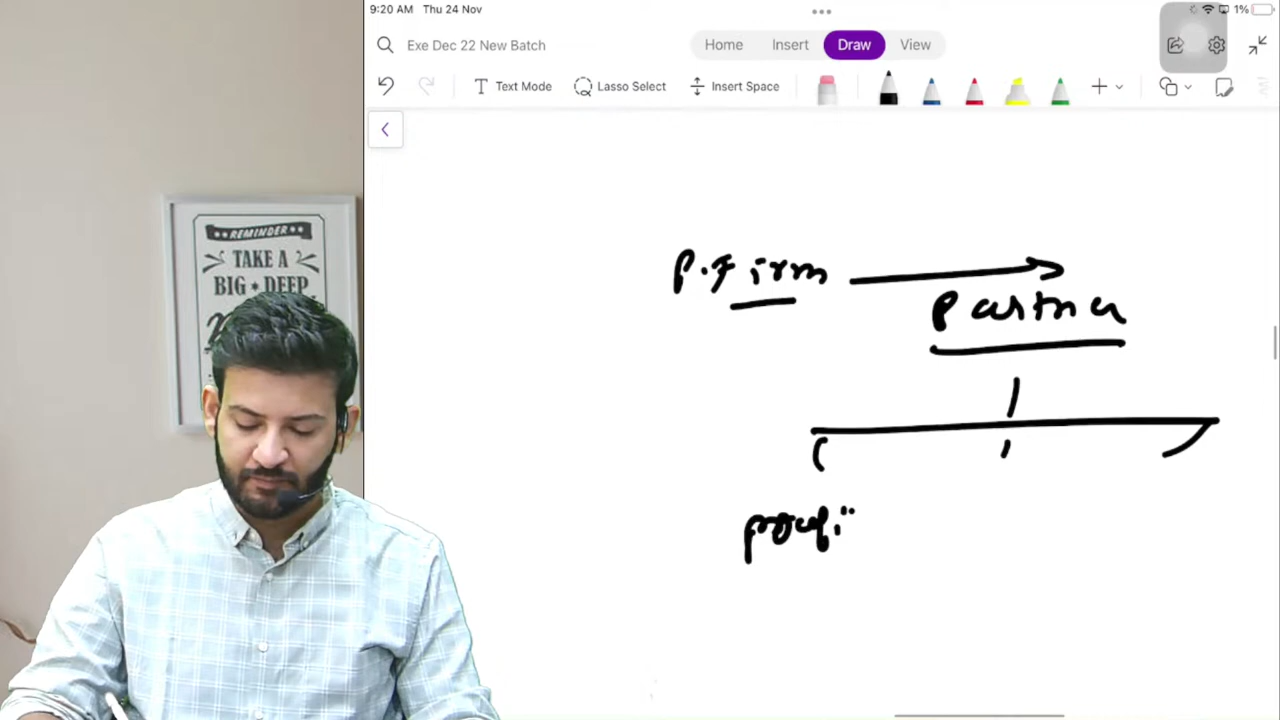 9:20 AM Thu 24 Nov
1%
Exe Dec 22 New Batch
Home Insert Draw View
Text Mode Lasso Select Insert Space
REMINDER
TAKE A
BIG DEEP
P. Firm
Partner